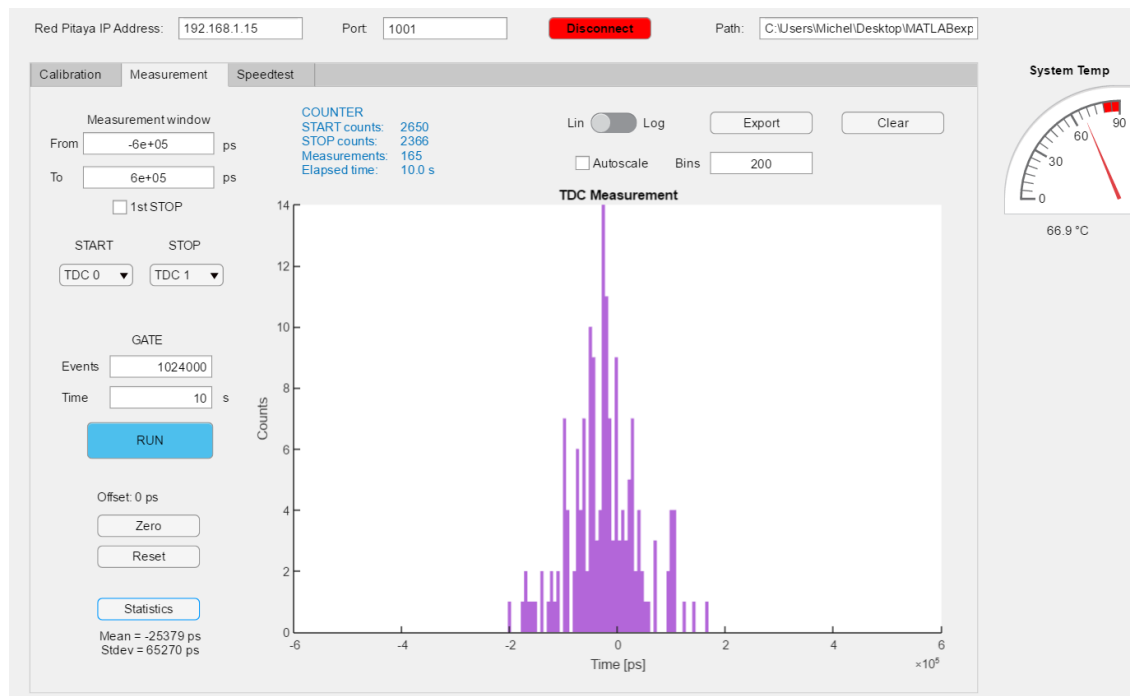 Red Pitaya IP Address: 192.168.1.15 Port: 1001 Disconnect Path: C:\Users\Michel\Desktop\MATLABexp
Calibration Measurement Speedtest
System Temp
0 30 60 90
66.9 °C
Measurement window
From -6e+05 ps
To 6e+05 ps
1st STOP
START STOP
TDC 0 TDC 1
GATE
Events 1024000
Time 10 s
RUN
Offset: 0 ps
Zero
Reset
Statistics
Mean = -25379 ps
Stdev = 65270 ps
COUNTER
START counts: 2650
STOP counts: 2366
Measurements: 165
Elapsed time: 10.0 s
Lin Log Export Clear
Autoscale Bins 200
TDC Measurement
14
12
10
8
6
4
2
0
Counts
-6 -4 -2 0 2 4 6
Time [ps]
×10⁵